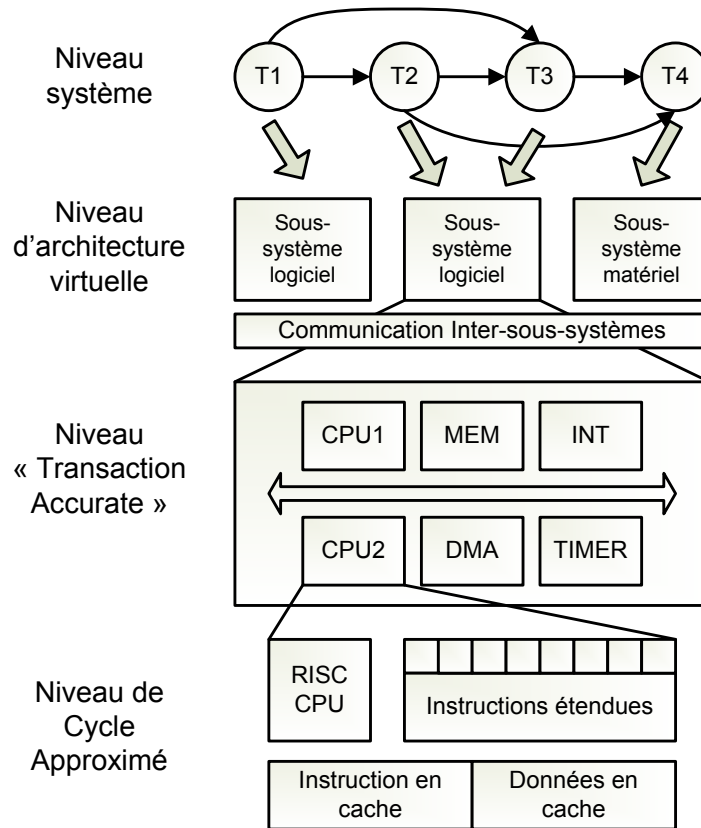 Niveau
système
T1
T2
T3
T4
Niveau
d'architecture
virtuelle
Sous-
système
logiciel
Sous-
système
logiciel
Sous-
système
matériel
Communication Inter-sous-systèmes
Niveau
« Transaction
Accurate »
CPU1
MEM
INT
CPU2
DMA
TIMER
Niveau de
Cycle
Approximé
RISC
CPU
Instructions étendues
Instruction en
cache
Données en
cache